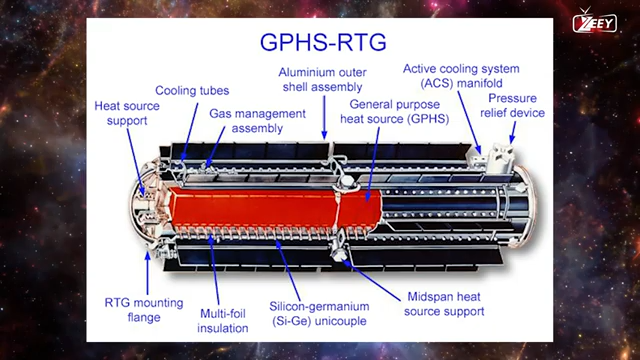 ZEEY
GPHS-RTG
Aluminium outer
shell assembly
Active cooling system
(ACS) manifold
Cooling tubes
Pressure
relief device
Heat source
support
Gas management
assembly
General purpose
heat source (GPHS)
RTG mounting
flange
Multi-foil
insulation
Silicon-germanium
(Si-Ge) unicouple
Midspan heat
source support